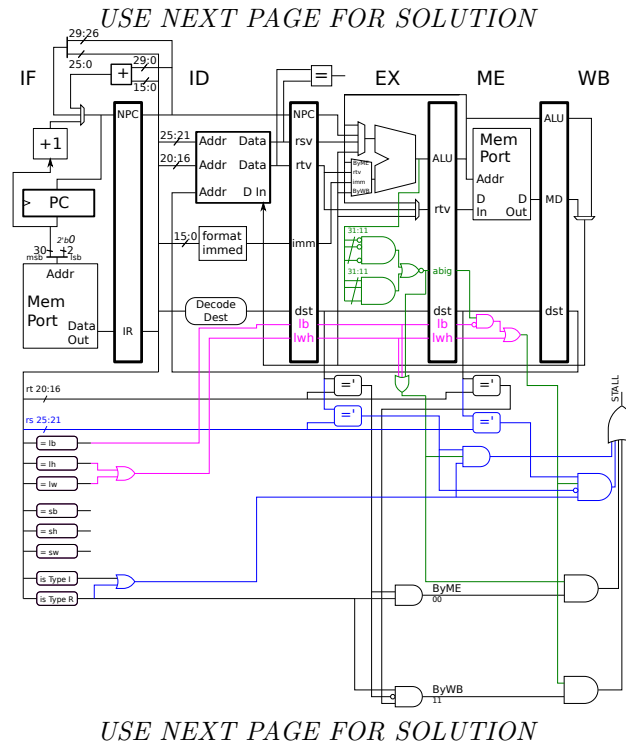 USE NEXT PAGE FOR SOLUTION
29:26
25:0
29:0
15:0
+
=
IF
ID
EX
ME
WB
+1
PC
30
2'b0
+2
msb
lsb
Addr
Mem
Port
Data
Out
NPC
IR
25:21
20:16
Addr
Data
Addr
Data
Addr
D In
15:0
format
immed
Decode
Dest
NPC
rsv
rtv
imm
dst
lb
lwh
ByME
rtv
imm
ByWB
31:11
31:11
abig
ALU
rtv
dst
lb
lwh
Mem
Port
Addr
D
In
D
Out
ALU
MD
dst
rt 20:16
rs 25:21
='
='
='
='
STALL
= lb
= lh
= lw
= sb
= sh
= sw
is Type I
is Type R
ByME
00
ByWB
11
USE NEXT PAGE FOR SOLUTION